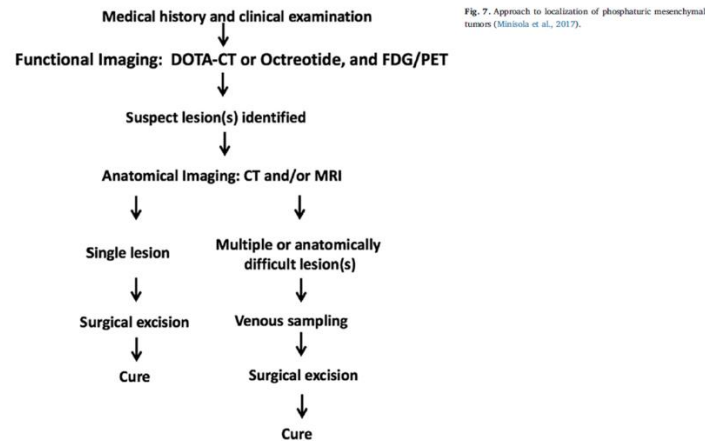 Medical history and clinical examination
Functional Imaging: DOTA-CT or Octreotide, and FDG/PET
Suspect lesion(s) identified
Anatomical Imaging: CT and/or MRI
Single lesion
Surgical excision
Cure
Multiple or anatomically
difficult lesion(s)
Venous sampling
Surgical excision
Cure
Fig. 7. Approach to localization of phosphaturic mesenchymal
tumors (Minisola et al., 2017).